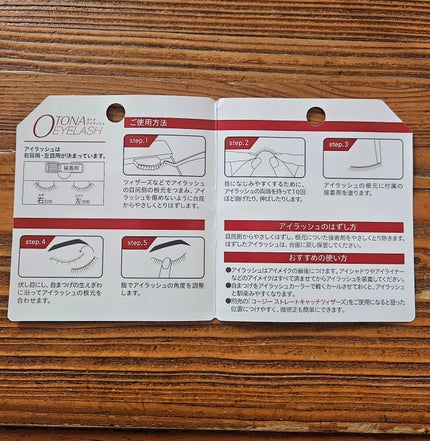 OTONA
EYELASH
アイラッシュは
右目用・左目用が決まっています。
接着剤
右目用
左目用
ご使用方法
step.1
ツィザーズなどでアイラッシュ
の目尻側の根元をつまみ、アイ
ラッシュを傷めないように台座
からやさしくとりはずします。
step.2
目になじみやすくするために、
アイラッシュの両端を持って10回
ほど曲げたり、伸ばしたりします。
step.3
アイラッシュの根元に付属の
接着剤を塗ります。
step.4
伏し目にし、自まつげの生えぎわ
に沿ってアイラッシュの根元を
合わせます。
step.5
指でアイラッシュの角度を調整
します。
アイラッシュのはずし方
目尻側からやさしくはずし、根元についた接着剤をやさしくとり除きます。
はずしたアイラッシュは、台座に戻し保管してください。
おすすめの使い方
●アイラッシュはアイメイクの最後につけます。アイシャドウやアイライナー
などのアイメイクはすべて済ませてからアイラッシュを装着してください。
●自まつげをアイラッシュカーラーで軽くカールさせておくと、アイラッシュ
と馴染みやすくなります。
●別売の「コージー ストレートキャッチツィザーズ」をご使用になると狙った
位置につけやすく、微修正も簡単にできます。